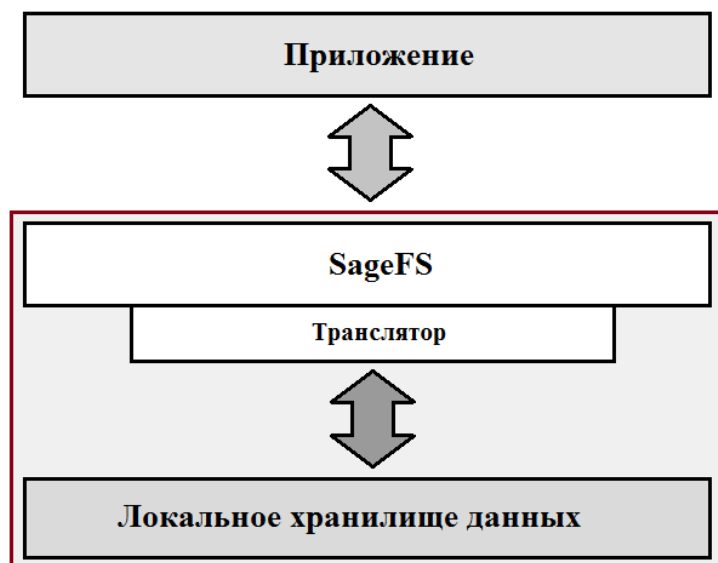 Приложение
SageFS
Транслятор
Локальное хранилище данных